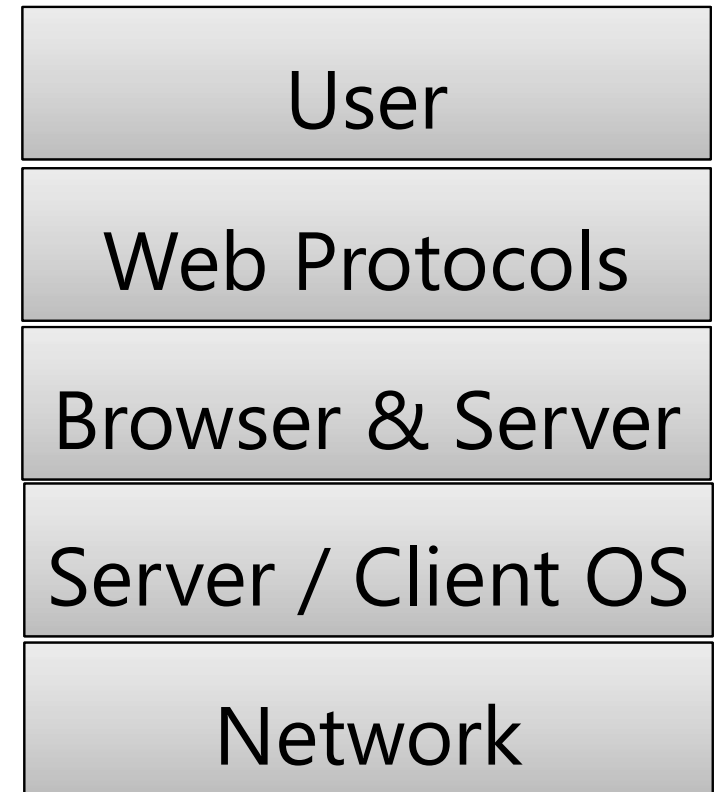 User
Web Protocols
Browser & Server
Server / Client OS
Network